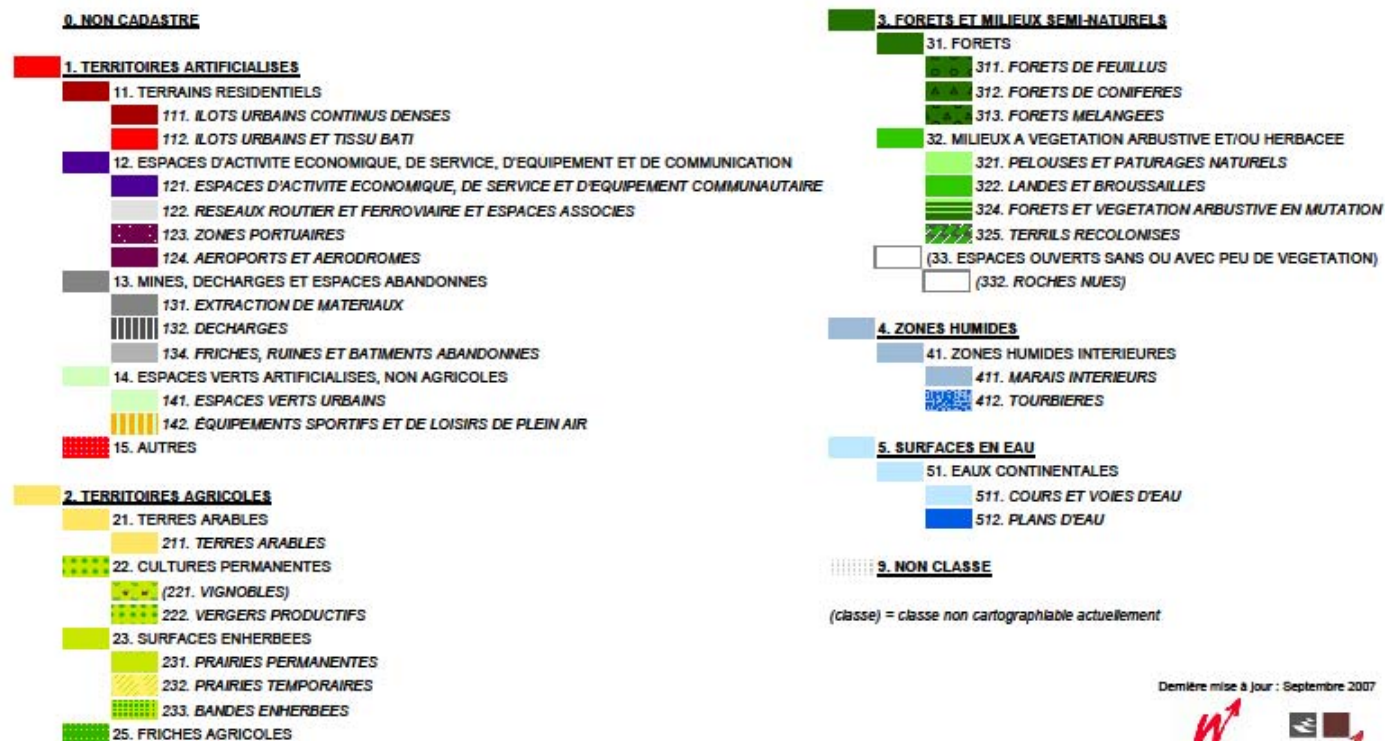 0. NON CADASTRE
1. TERRITOIRES ARTIFICIALISES
11. TERRAINS RESIDENTIELS
111. ILOTS URBAINS CONTINUS DENSES
112. ILOTS URBAINS ET TISSU BATI
12. ESPACES D'ACTIVITE ECONOMIQUE, DE SERVICE, D'EQUIPEMENT ET DE COMMUNICATION
121. ESPACES D'ACTIVITE ECONOMIQUE, DE SERVICE ET D'EQUIPEMENT COMMUNAUTAIRE
122. RESEAUX ROUTIER ET FERROVIAIRE ET ESPACES ASSOCIES
123. ZONES PORTUAIRES
124. AEROPORTS ET AERODROMES
13. MINES, DECHARGES ET ESPACES ABANDONNES
131. EXTRACTION DE MATERIAUX
132. DECHARGES
134. FRICHES, RUINES ET BATIMENTS ABANDONNES
14. ESPACES VERTS ARTIFICIALISES, NON AGRICOLES
141. ESPACES VERTS URBAINS
142. ÉQUIPEMENTS SPORTIFS ET DE LOISIRS DE PLEIN AIR
15. AUTRES
2. TERRITOIRES AGRICOLES
21. TERRES ARABLES
211. TERRES ARABLES
22. CULTURES PERMANENTES
(221. VIGNOBLES)
222. VERGERS PRODUCTIFS
23. SURFACES ENHERBEES
231. PRAIRIES PERMANENTES
232. PRAIRIES TEMPORAIRES
233. BANDES ENHERBEES
25. FRICHES AGRICOLES
3. FORETS ET MILIEUX SEMI-NATURELS
31. FORETS
311. FORETS DE FEUILLUS
312. FORETS DE CONIFERES
313. FORETS MELANGEES
32. MILIEUX A VEGETATION ARBUSTIVE ET/OU HERBACEE
321. PELOUSES ET PATURAGES NATURELS
322. LANDES ET BROUSSAILLES
324. FORETS ET VEGETATION ARBUSTIVE EN MUTATION
325. TERRILS RECOLONISES
(33. ESPACES OUVERTS SANS OU AVEC PEU DE VEGETATION)
(332. ROCHES NUES)
4. ZONES HUMIDES
41. ZONES HUMIDES INTERIEURES
411. MARAIS INTERIEURS
412. TOURBIERES
5. SURFACES EN EAU
51. EAUX CONTINENTALES
511. COURS ET VOIES D'EAU
512. PLANS D'EAU
9. NON CLASSE
(classe) = classe non cartographiable actuellement
Dernière mise à jour : Septembre 2007